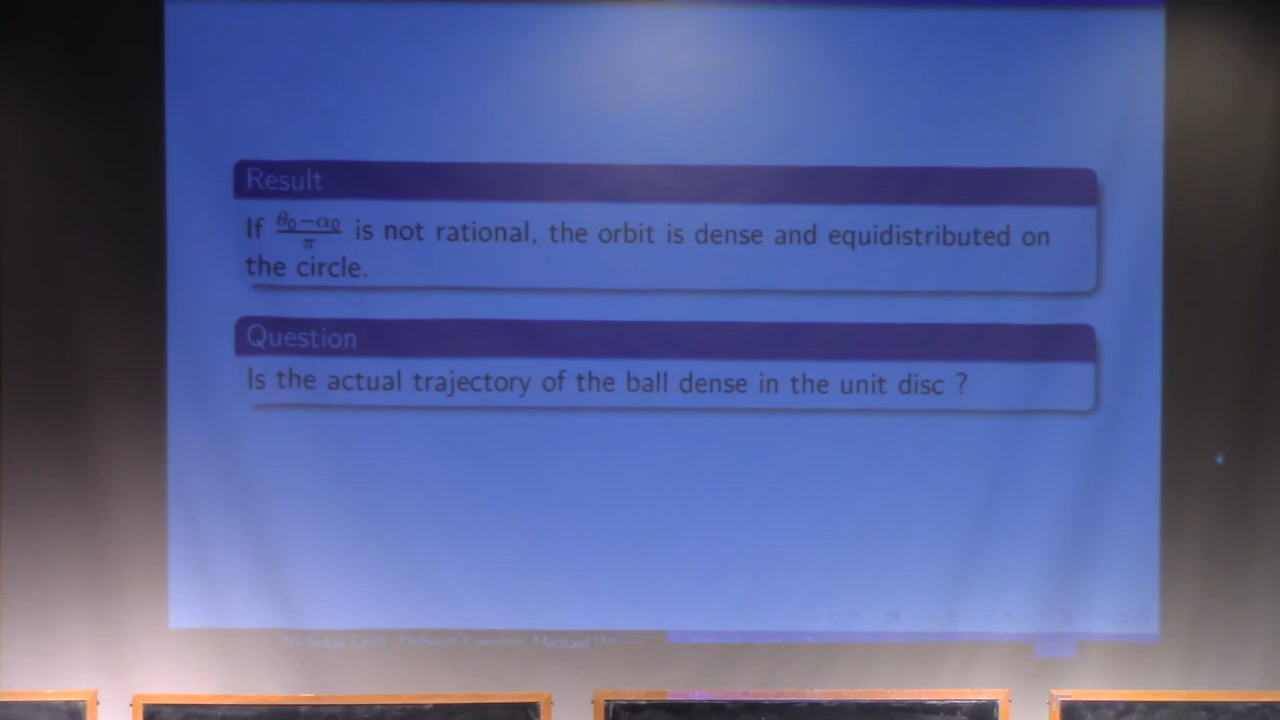 Result
If $\frac{\theta_0-\alpha_0}{\pi}$ is not rational, the orbit is dense and equidistributed on
the circle.
Question
Is the actual trajectory of the ball dense in the unit disc ?
Michael